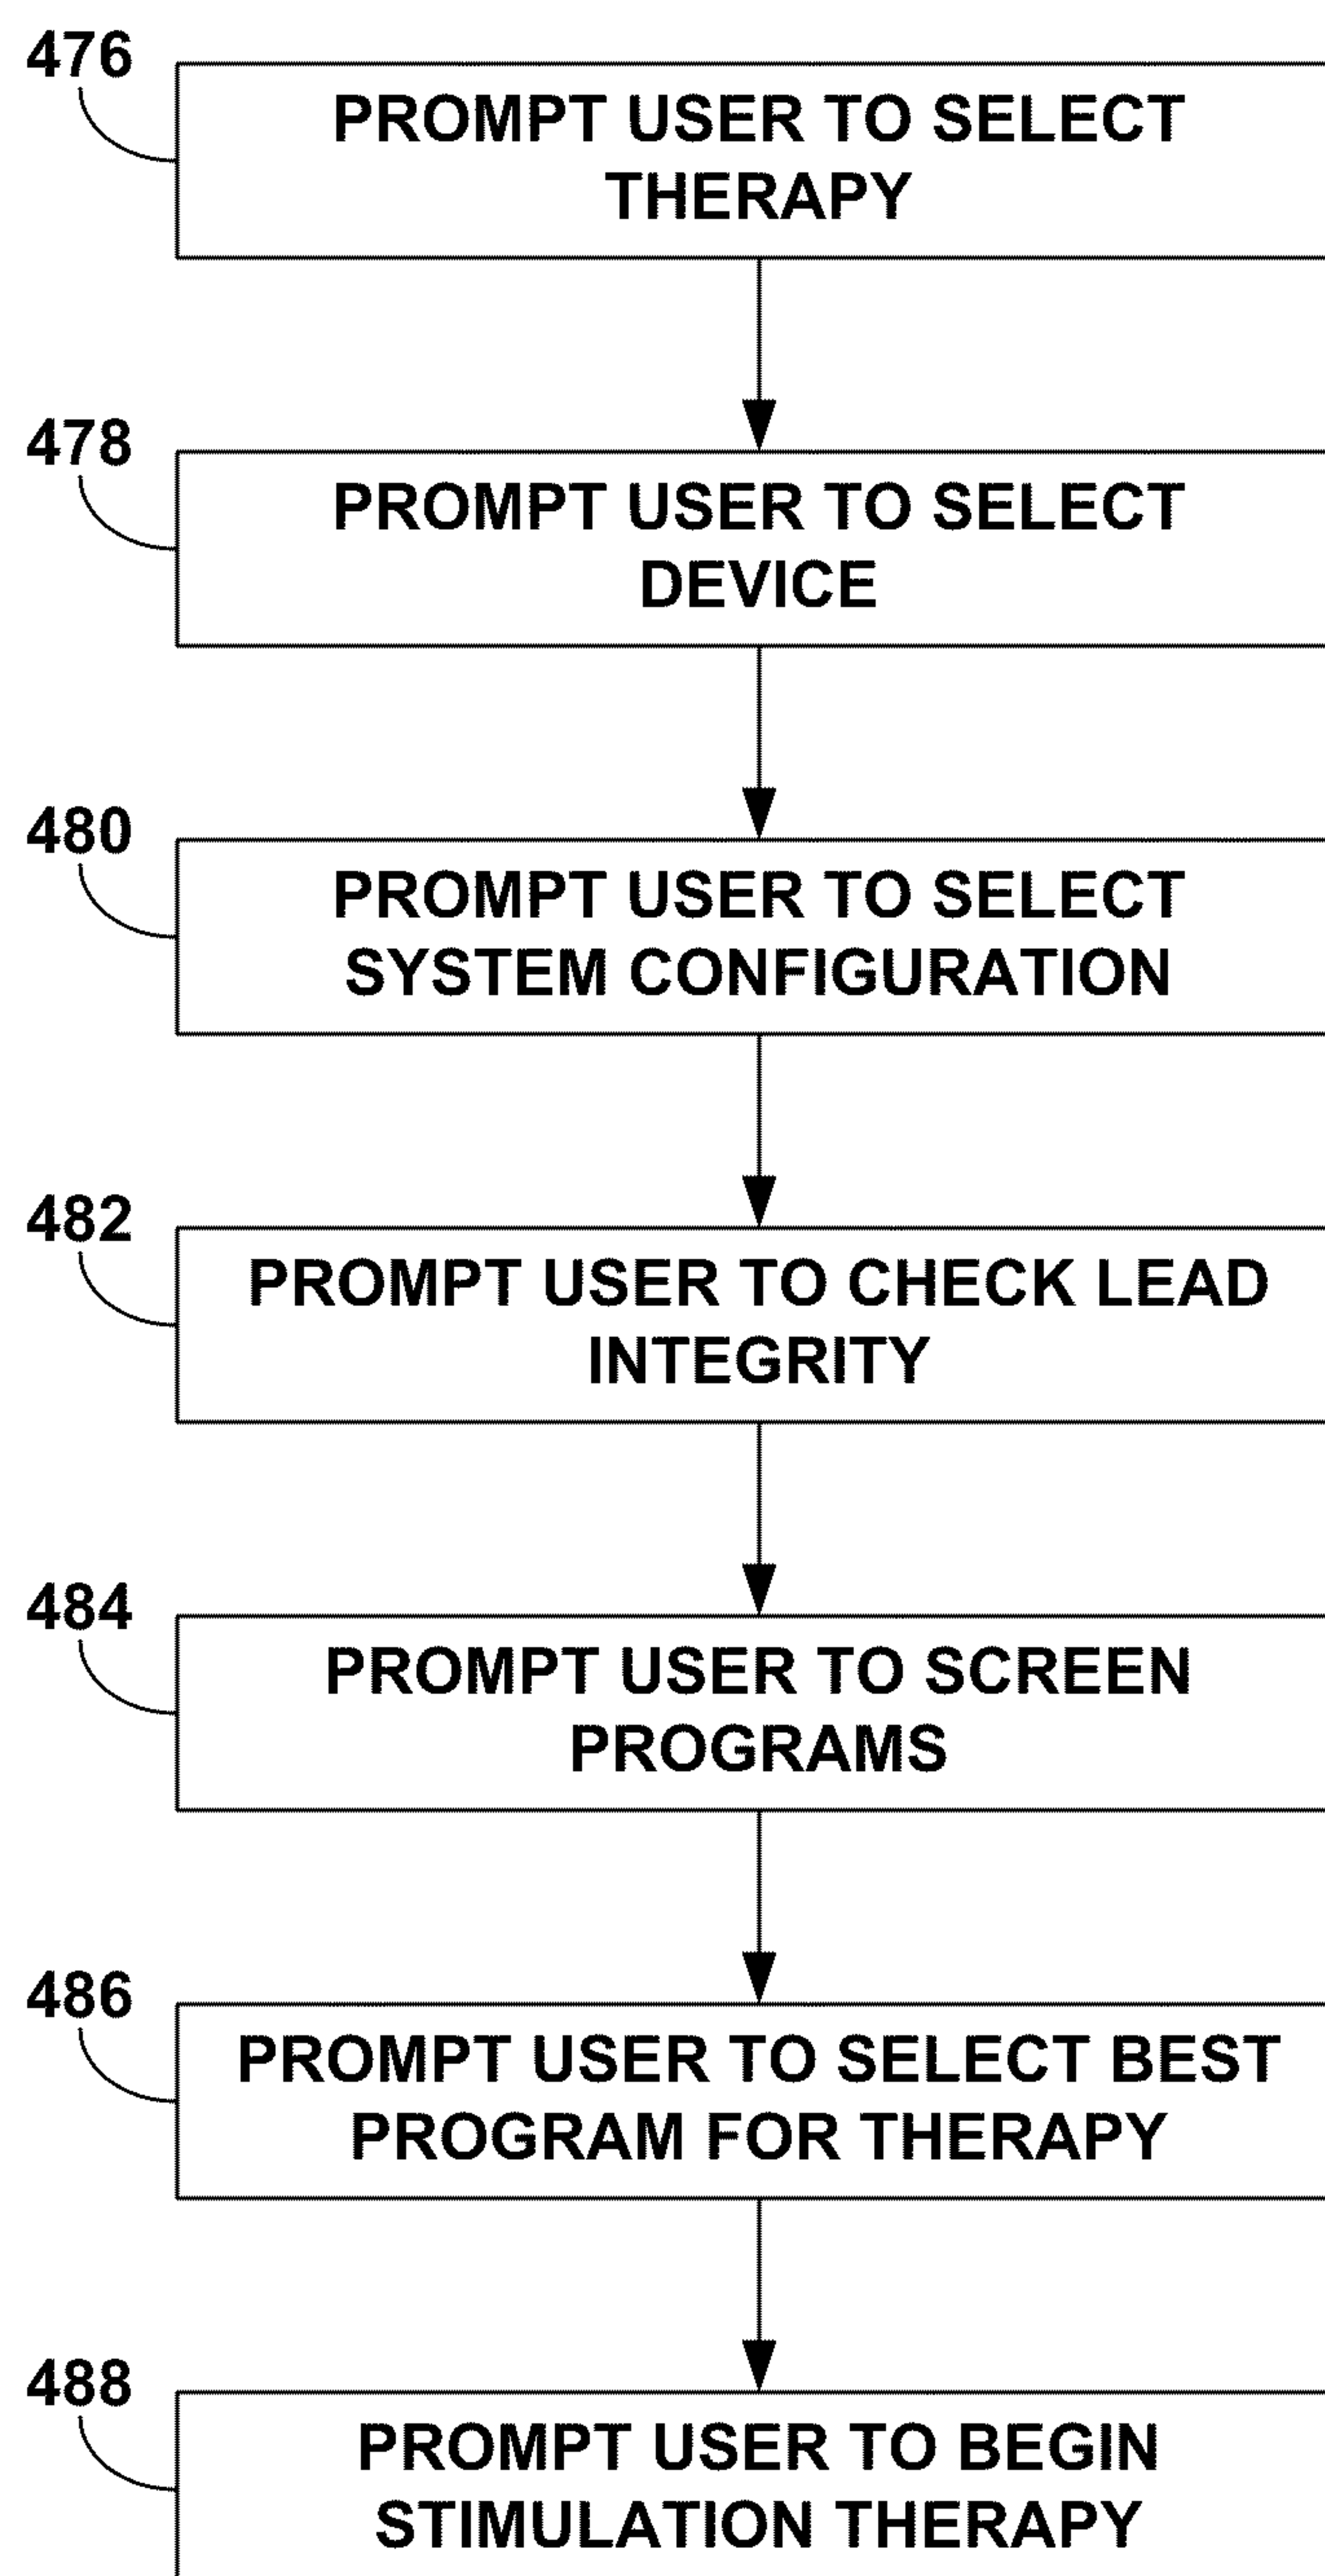 476
PROMPT USER TO SELECT
THERAPY
478
PROMPT USER TO SELECT
DEVICE
480
PROMPT USER TO SELECT
SYSTEM CONFIGURATION
482
PROMPT USER TO CHECK LEAD
INTEGRITY
484
PROMPT USER TO SCREEN
PROGRAMS
486
PROMPT USER TO SELECT BEST
PROGRAM FOR THERAPY
488
PROMPT USER TO BEGIN
STIMULATION THERAPY